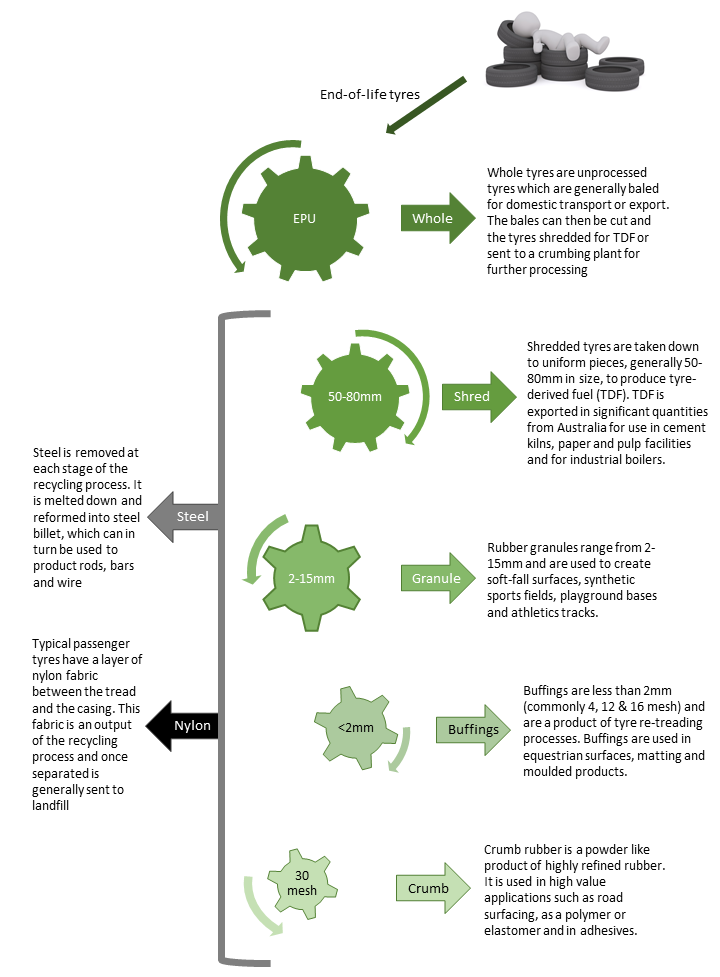 End-of-life tyres
EPU
Whole
Whole tyres are unprocessed
tyres which are generally baled
for domestic transport or export.
The bales can then be cut and
the tyres shredded for TDF or
sent to a crumbing plant for
further processing
50-80mm
Shred
Shredded tyres are taken down
to uniform pieces, generally 50-
80mm in size, to produce tyre-
derived fuel (TDF). TDF is
exported in significant quantities
from Australia for use in cement
kilns, paper and pulp facilities
and for industrial boilers.
Steel is removed at
each stage of the
recycling process. It
is melted down and
reformed into steel
billet, which can in
turn be used to
product rods, bars
and wire
Steel
2-15mm
Granule
Rubber granules range from 2-
15mm and are used to create
soft-fall surfaces, synthetic
sports fields, playground bases
and athletics tracks.
Typical passenger
tyres have a layer of
nylon fabric
between the tread
and the casing. This
fabric is an output
of the recycling
process and once
separated is
generally sent to
landfill
Nylon
<2mm
Buffings
Buffings are less than 2mm
(commonly 4, 12 & 16 mesh) and
are a product of tyre re-treading
processes. Buffings are used in
equestrian surfaces, matting and
moulded products.
30
mesh
Crumb
Crumb rubber is a powder like
product of highly refined rubber.
It is used in high value
applications such as road
surfacing, as a polymer or
elastomer and in adhesives.